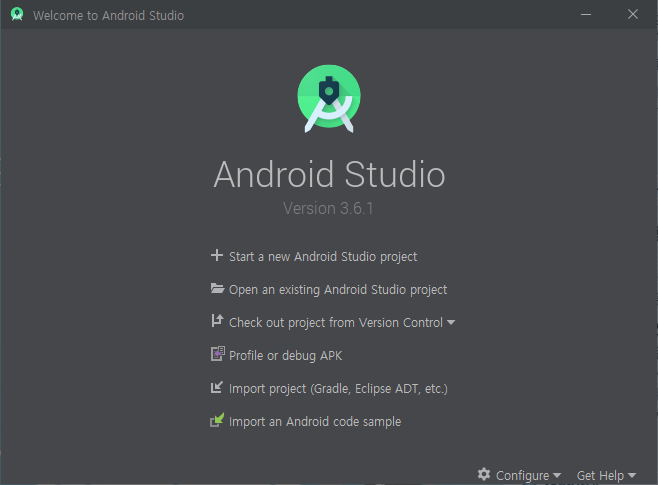 Welcome to Android Studio
Android Studio
Version 3.6.1
Start a new Android Studio project
Open an existing Android Studio project
Check out project from Version Control
Profile or debug APK
Import project (Gradle, Eclipse ADT, etc.)
Import an Android code sample
Configure Get Help